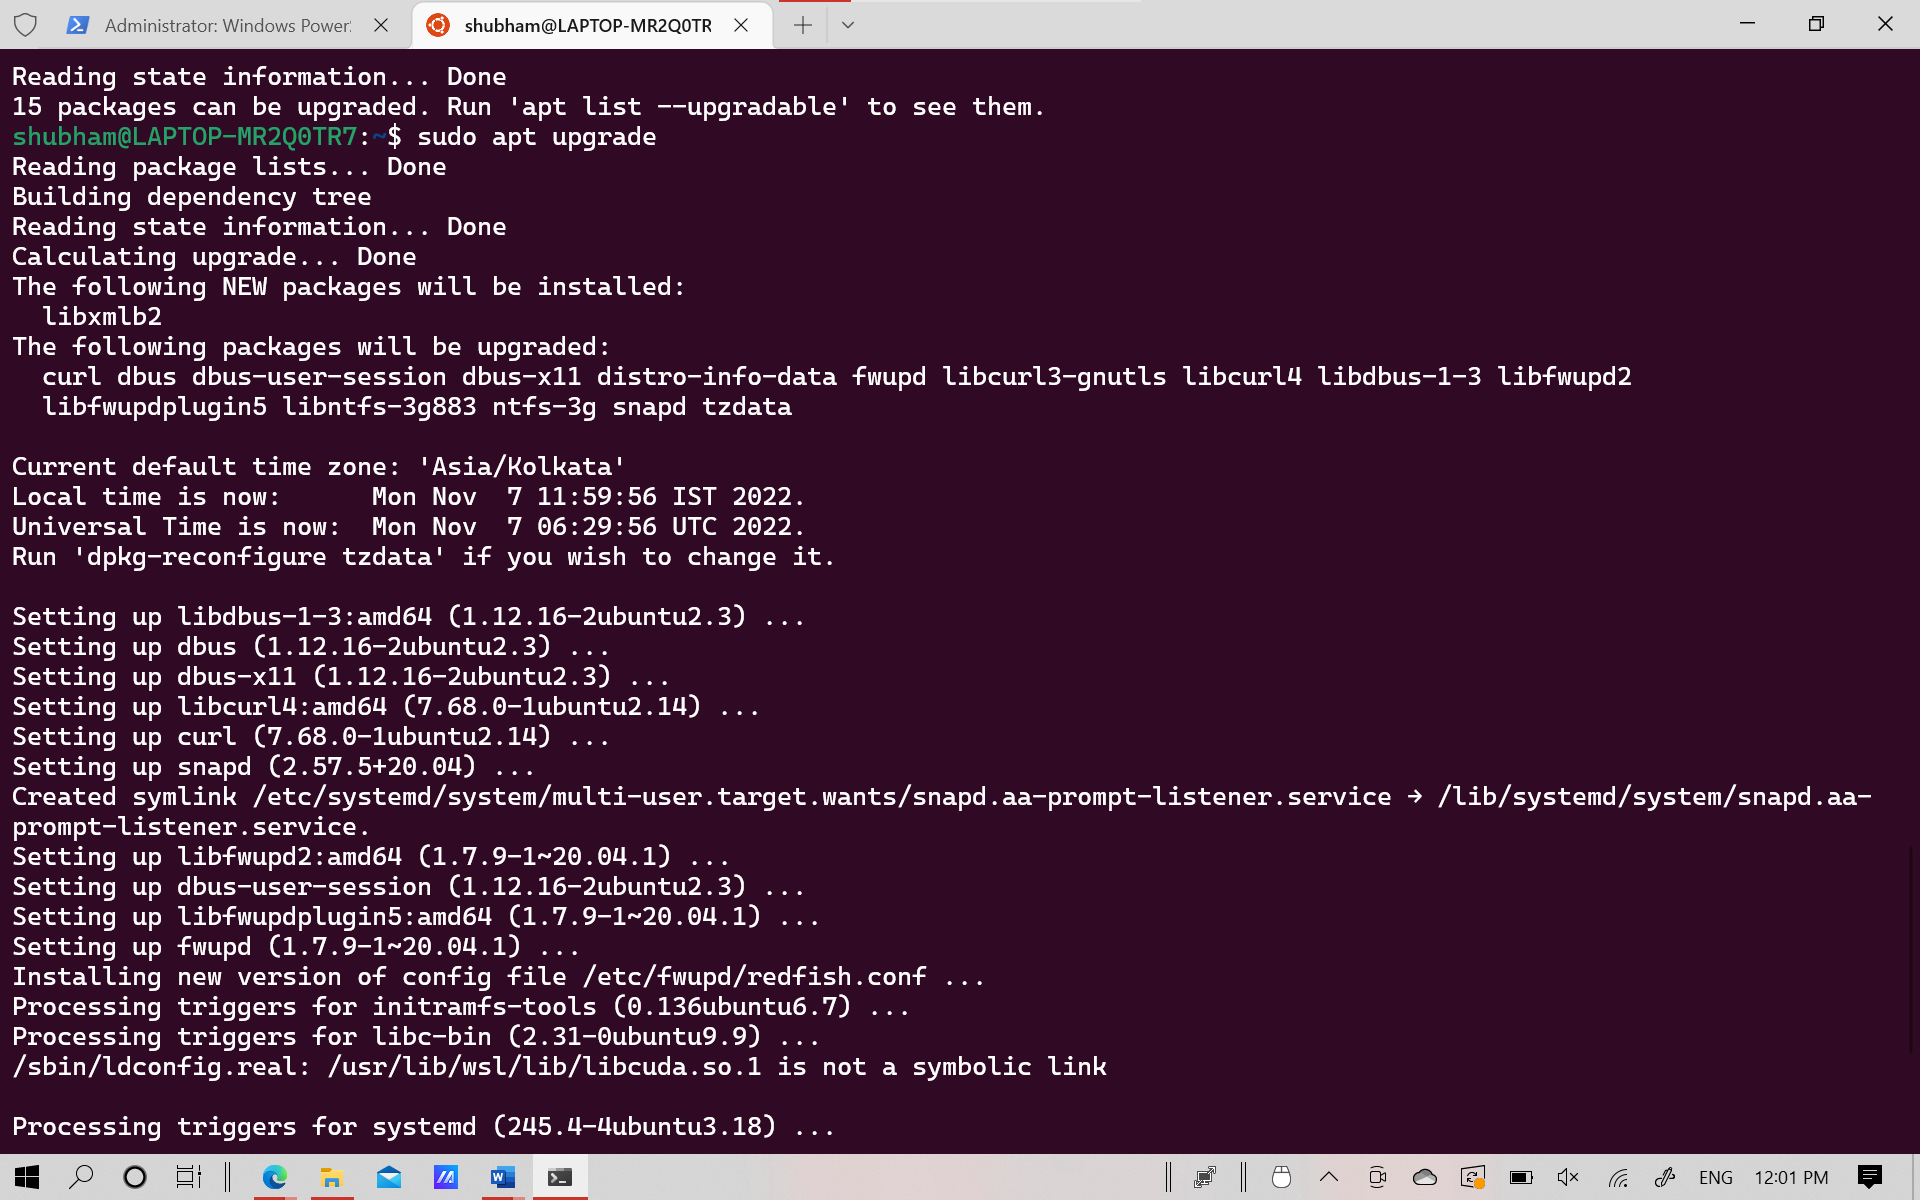 Administrator: Windows Power
shubham@LAPTOP-MR2Q0TR
Reading state information... Done
15 packages can be upgraded. Run 'apt list --upgradable' to see them.
shubham@LAPTOP-MR2Q0TR7:~$ sudo apt upgrade
Reading package lists... Done
Building dependency tree
Reading state information... Done
Calculating upgrade... Done
The following NEW packages will be installed:
  libxmlb2
The following packages will be upgraded:
  curl dbus dbus-user-session dbus-x11 distro-info-data fwupd libcurl3-gnutls libcurl4 libdbus-1-3 libfwupd2
  libfwupdplugin5 libntfs-3g883 ntfs-3g snapd tzdata
Current default time zone: 'Asia/Kolkata'
Local time is now:      Mon Nov  7 11:59:56 IST 2022.
Universal Time is now:  Mon Nov  7 06:29:56 UTC 2022.
Run 'dpkg-reconfigure tzdata' if you wish to change it.
Setting up libdbus-1-3:amd64 (1.12.16-2ubuntu2.3) ...
Setting up dbus (1.12.16-2ubuntu2.3) ...
Setting up dbus-x11 (1.12.16-2ubuntu2.3) ...
Setting up libcurl4:amd64 (7.68.0-1ubuntu2.14) ...
Setting up curl (7.68.0-1ubuntu2.14) ...
Setting up snapd (2.57.5+20.04) ...
Created symlink /etc/systemd/system/multi-user.target.wants/snapd.aa-prompt-listener.service → /lib/systemd/system/snapd.aa-
prompt-listener.service.
Setting up libfwupd2:amd64 (1.7.9-1~20.04.1) ...
Setting up dbus-user-session (1.12.16-2ubuntu2.3) ...
Setting up libfwupdplugin5:amd64 (1.7.9-1~20.04.1) ...
Setting up fwupd (1.7.9-1~20.04.1) ...
Installing new version of config file /etc/fwupd/redfish.conf ...
Processing triggers for initramfs-tools (0.136ubuntu6.7) ...
Processing triggers for libc-bin (2.31-0ubuntu9.9) ...
/sbin/ldconfig.real: /usr/lib/wsl/lib/libcuda.so.1 is not a symbolic link
Processing triggers for systemd (245.4-4ubuntu3.18) ...
ENG 12:01 PM